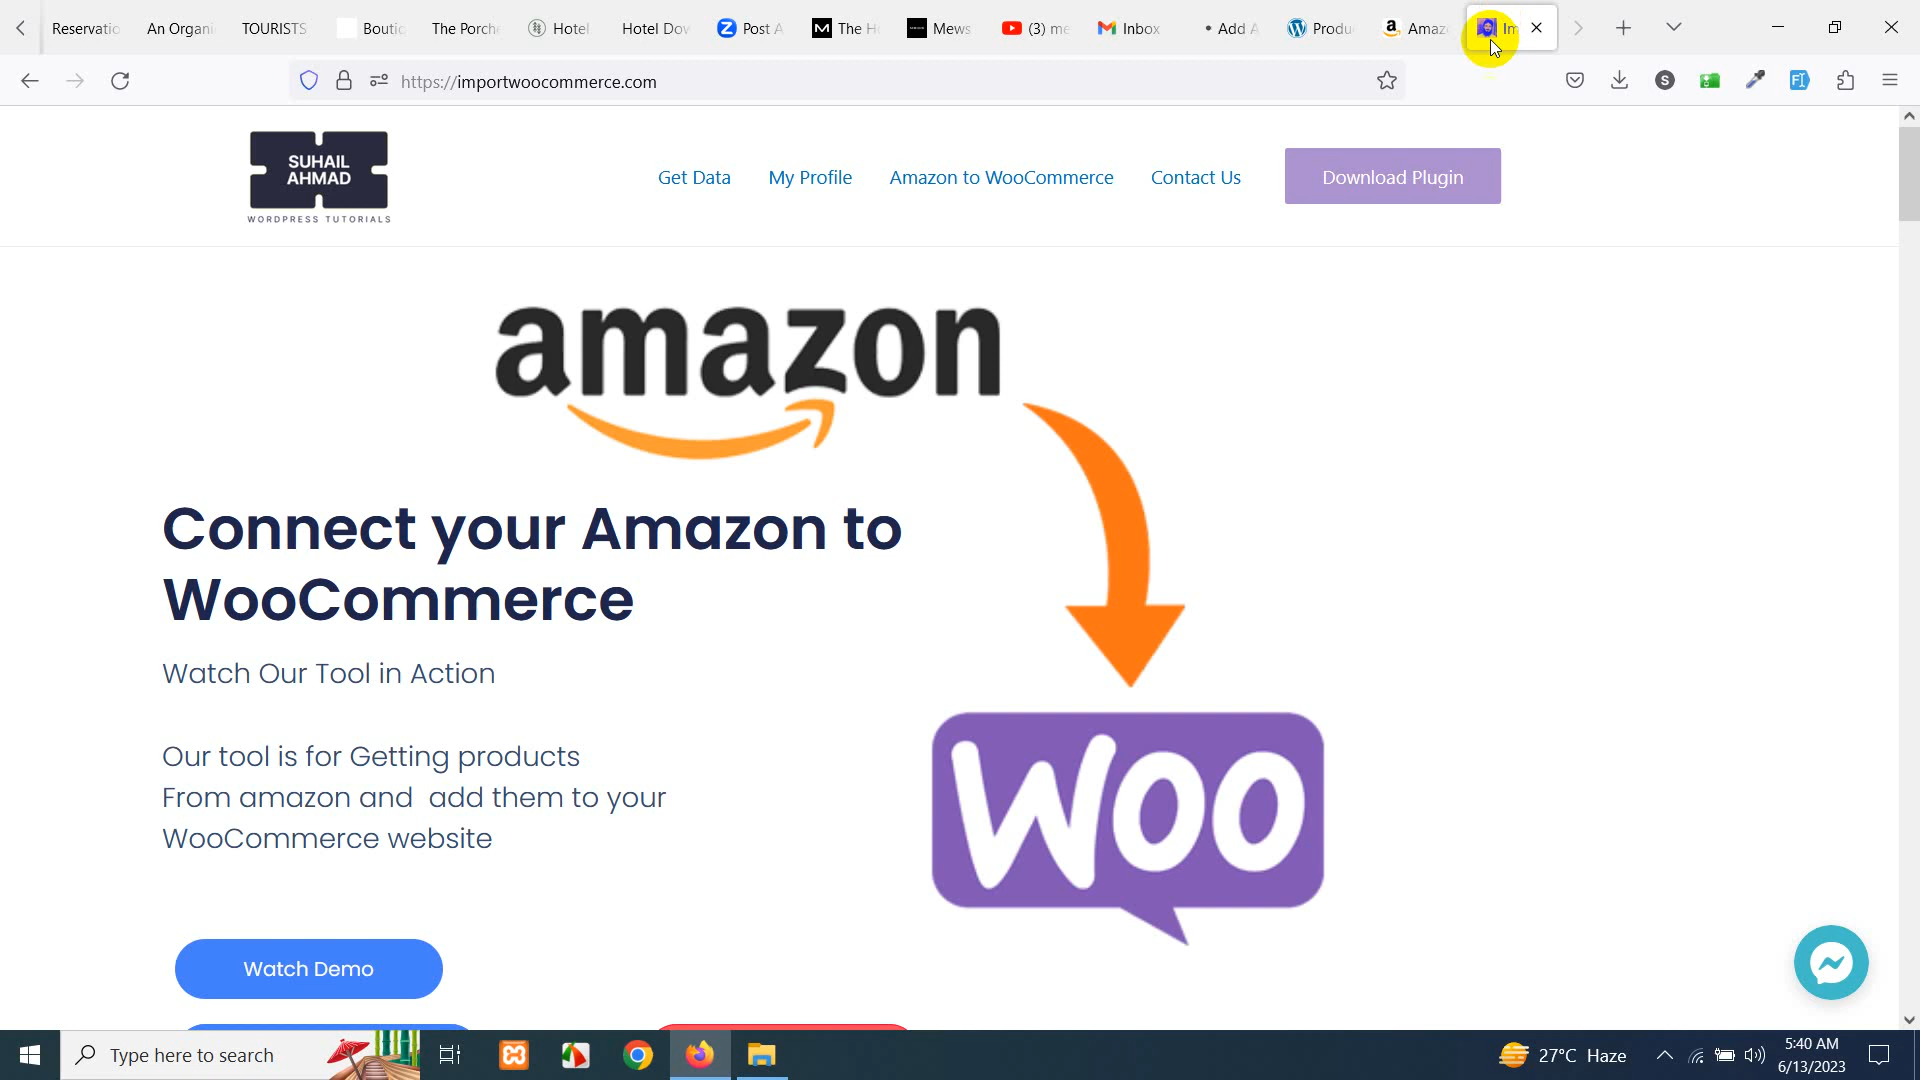 Reservatio
An Organi
TOURISTS
Boutic
The Porche
Hotel
Hotel Dov
Post A
The H
Mews
(3) me
Inbox
• Add A
Produ
Amazo
Im
https://importwoocommerce.com
SUHAIL
AHMAD
WORDPRESS TUTORIALS
Get Data
My Profile
Amazon to WooCommerce
Contact Us
Download Plugin
amazon
Connect your Amazon to
WooCommerce
Watch Our Tool in Action
Our tool is for Getting products
From amazon and add them to your
WooCommerce website
Woo
Watch Demo
Type here to search
27°C Haze
5:40 AM
6/13/2023